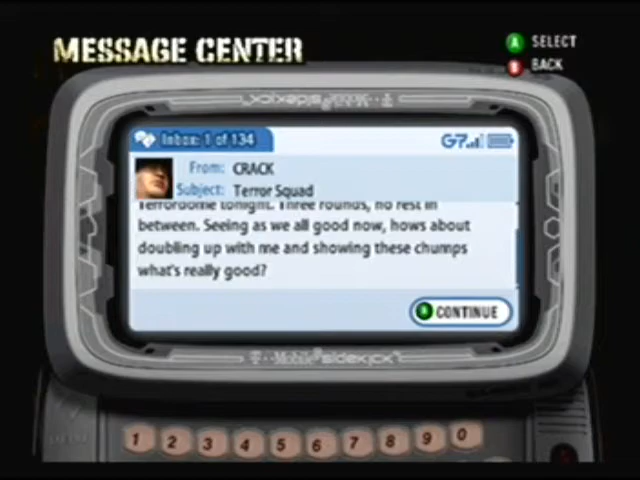 MESSAGE CENTER
A SELECT
B BACK
Inbox: 1 of 134
G7
From: CRACK
Subject: Terror Squad
Terrordome tonight. Three rounds, no rest in
between. Seeing as we all good now, hows about
doubling up with me and showing these chumps
what's really good?
A CONTINUE
T-Mobile sidekick
1 2 3 4 5 6 7 8 9 0